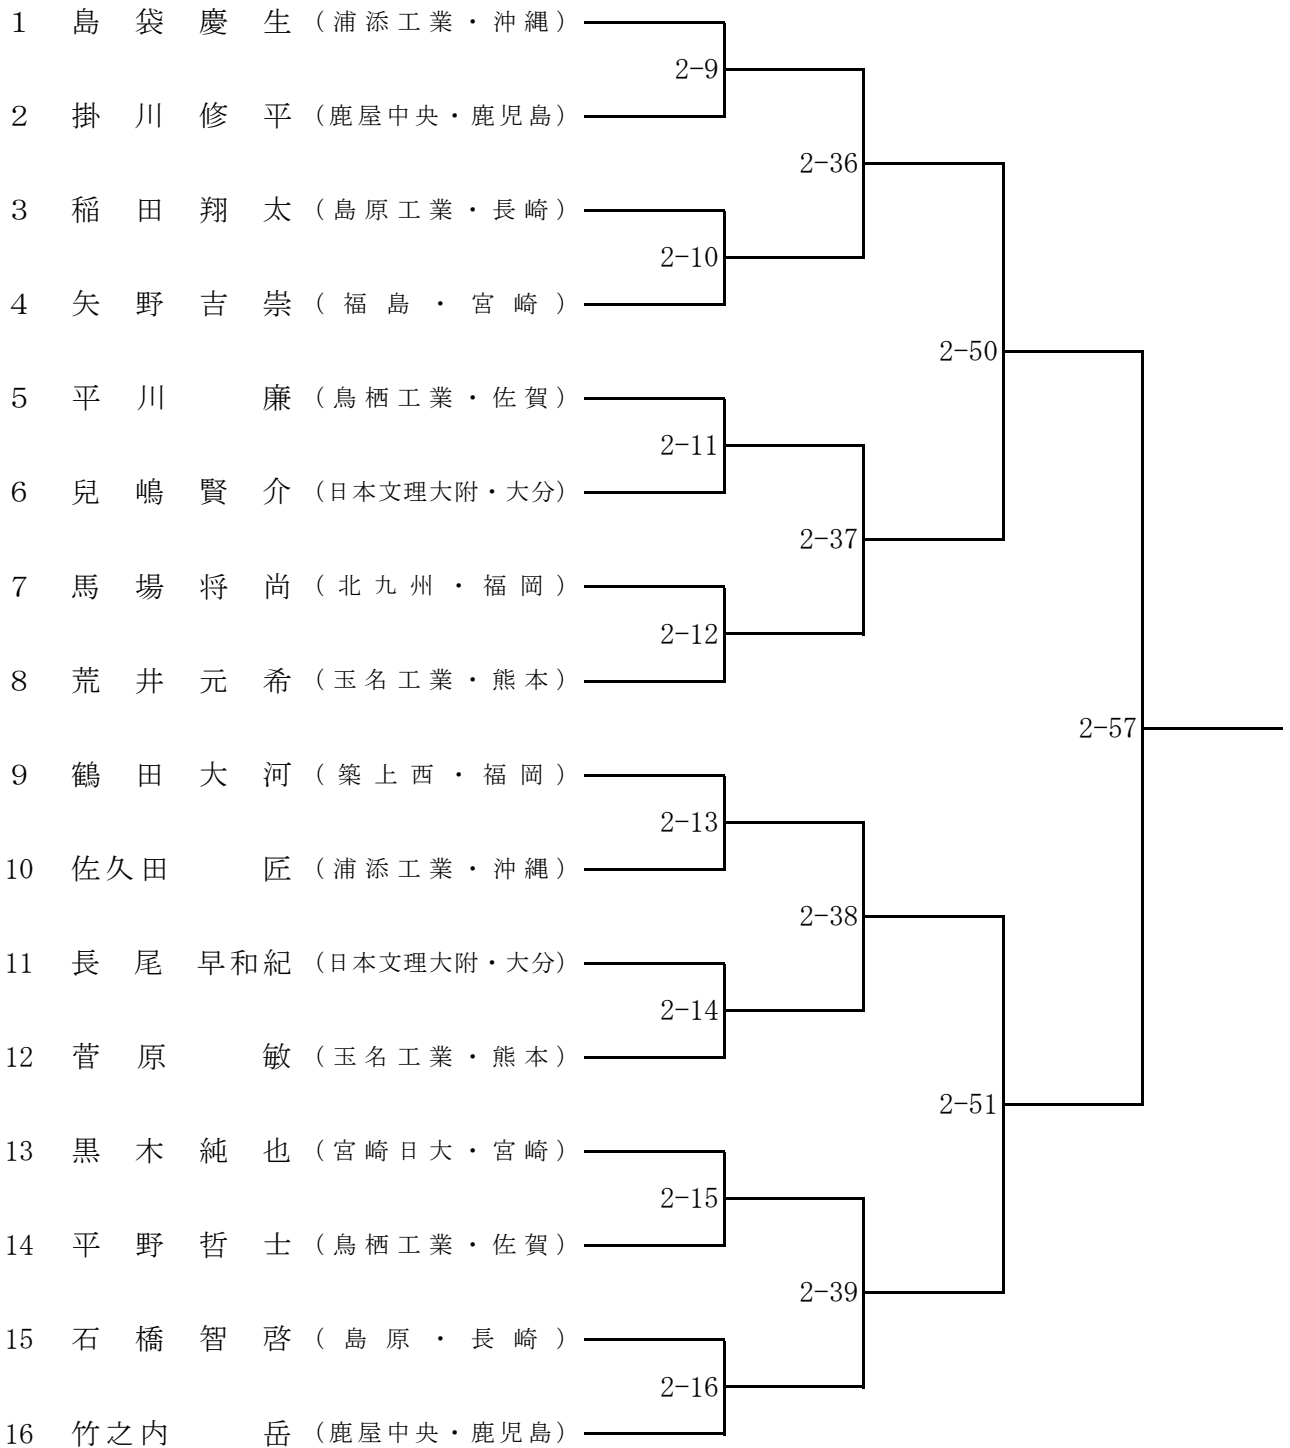 1 島袋慶生 (浦添工業・沖縄)
2-9
2 掛川修平 (鹿屋中央・鹿児島)
2-36
3 稲田翔太 (島原工業・長崎)
2-10
4 矢野吉崇 (福島・宮崎)
2-50
5 平川廉 (鳥栖工業・佐賀)
2-11
6 兒嶋賢介 (日本文理大附・大分)
2-37
7 馬場将尚 (北九州・福岡)
2-12
8 荒井元希 (玉名工業・熊本)
2-57
9 鶴田大河 (築上西・福岡)
2-13
10 佐久田匠 (浦添工業・沖縄)
2-38
11 長尾早和紀 (日本文理大附・大分)
2-14
12 菅原敏 (玉名工業・熊本)
2-51
13 黒木純也 (宮崎日大・宮崎)
2-15
14 平野哲士 (鳥栖工業・佐賀)
2-39
15 石橋智啓 (島原・長崎)
2-16
16 竹之内岳 (鹿屋中央・鹿児島)